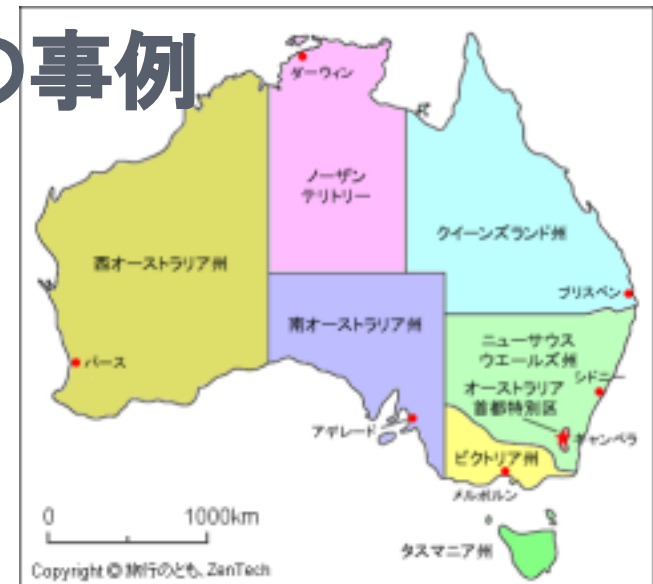 の事例
ダーウィン
ノーザン
テリトリー
クイーンズランド州
西オーストラリア州
ブリスベン
南オーストラリア州
ニューサウス
ウエールズ州
シドニー
パース
オーストラリア
首都特別区
アデレード
キャンベラ
ビクトリア州
メルボルン
0 1000km
タスマニア州
Copyright © 旅行のとも、ZenTech